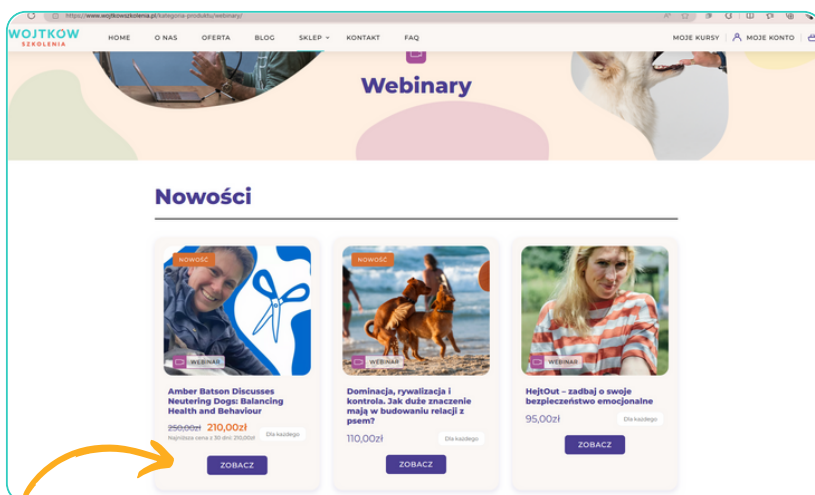 https://www.wojtkowszkolenia.pl/kategoria-produktu/webinary/
WOJTKÓW
SZKOLENIA
HOME
O NAS
OFERTA
BLOG
SKLEP
KONTAKT
FAQ
MOJE KURSY
MOJE KONTO
Webinary
Nowości
NOWOŚĆ
WEBINAR
Amber Batson Discusses
Neutering Dogs: Balancing
Health and Behaviour
250,00zł 210,00zł
Najniższa cena z 30 dni: 210,00zł
Dla każdego
ZOBACZ
NOWOŚĆ
WEBINAR
Dominacja, rywalizacja i
kontrola. Jak duże znaczenie
mają w budowaniu relacji z
psem?
110,00zł
Dla każdego
ZOBACZ
WEBINAR
HejtOut – zadbaj o swoje
bezpieczeństwo emocjonalne
95,00zł
Dla każdego
ZOBACZ